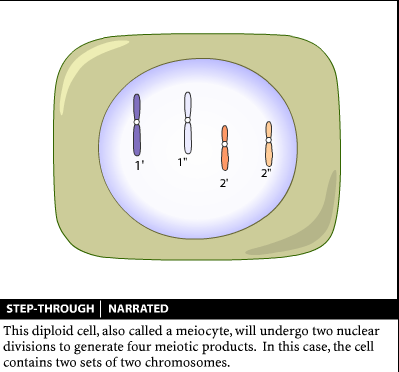 1' 1" 2' 2"
STEP-THROUGH | NARRATED
This diploid cell, also called a meiocyte, will undergo two nuclear
divisions to generate four meiotic products. In this case, the cell
contains two sets of two chromosomes.